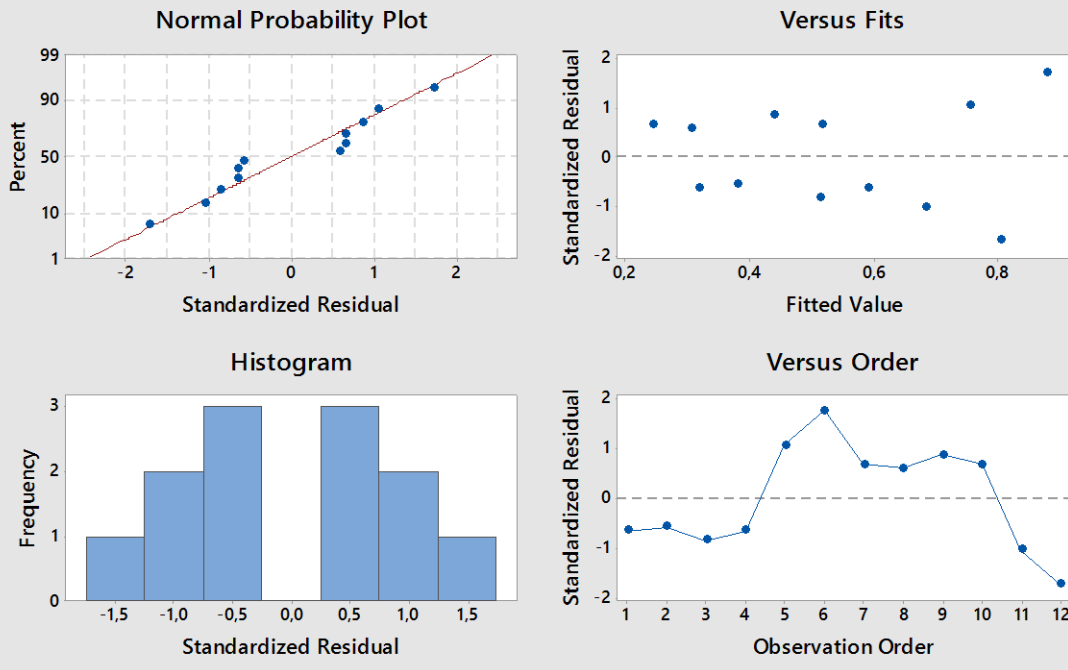 Normal Probability Plot
99
90
50
10
1
Percent
-2 -1 0 1 2
Standardized Residual
Versus Fits
2
1
0
-1
-2
Standardized Residual
0,2 0,4 0,6 0,8
Fitted Value
Histogram
3
2
1
0
Frequency
-1,5 -1,0 -0,5 0,0 0,5 1,0 1,5
Standardized Residual
Versus Order
2
1
0
-1
-2
Standardized Residual
1 2 3 4 5 6 7 8 9 10 11 12
Observation Order